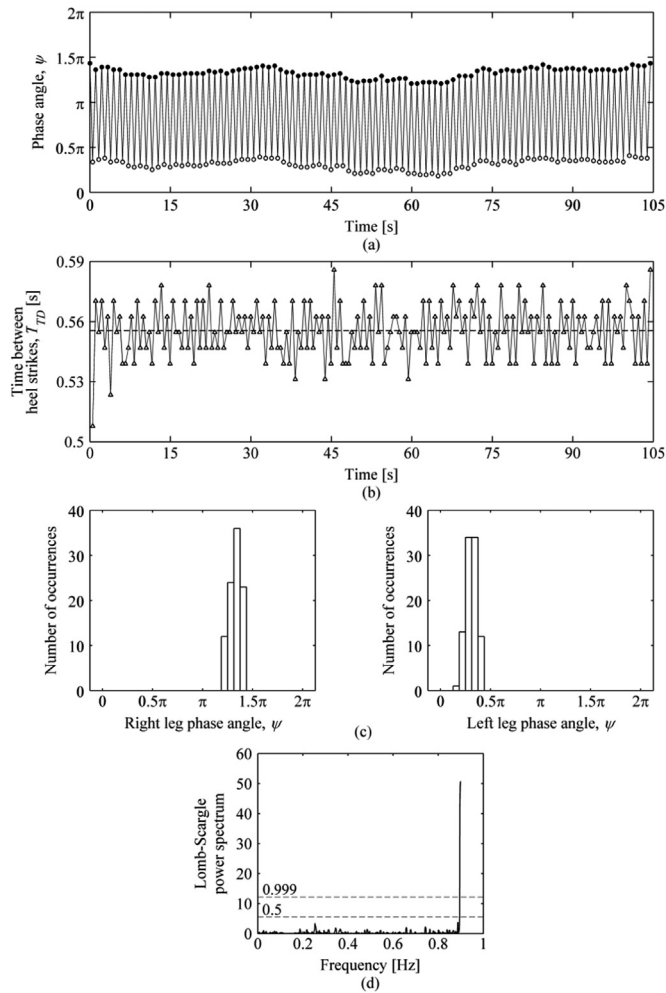 2π
1.5π
π
0.5π
0
Phase angle, ψ
0 15 30 45 60 75 90 105
Time [s]
(a)
0.59
0.56
0.53
0.5
Time between
heel strikes, T_TD [s]
0 15 30 45 60 75 90 105
Time [s]
(b)
40
30
20
10
0
Number of occurrences
0 0.5π π 1.5π 2π
Right leg phase angle, ψ
40
30
20
10
0
Number of occurrences
0 0.5π π 1.5π 2π
Left leg phase angle, ψ
(c)
60
50
40
30
20
10
0
Lomb-Scargle
power spectrum
0.999
0.5
0 0.2 0.4 0.6 0.8 1
Frequency [Hz]
(d)